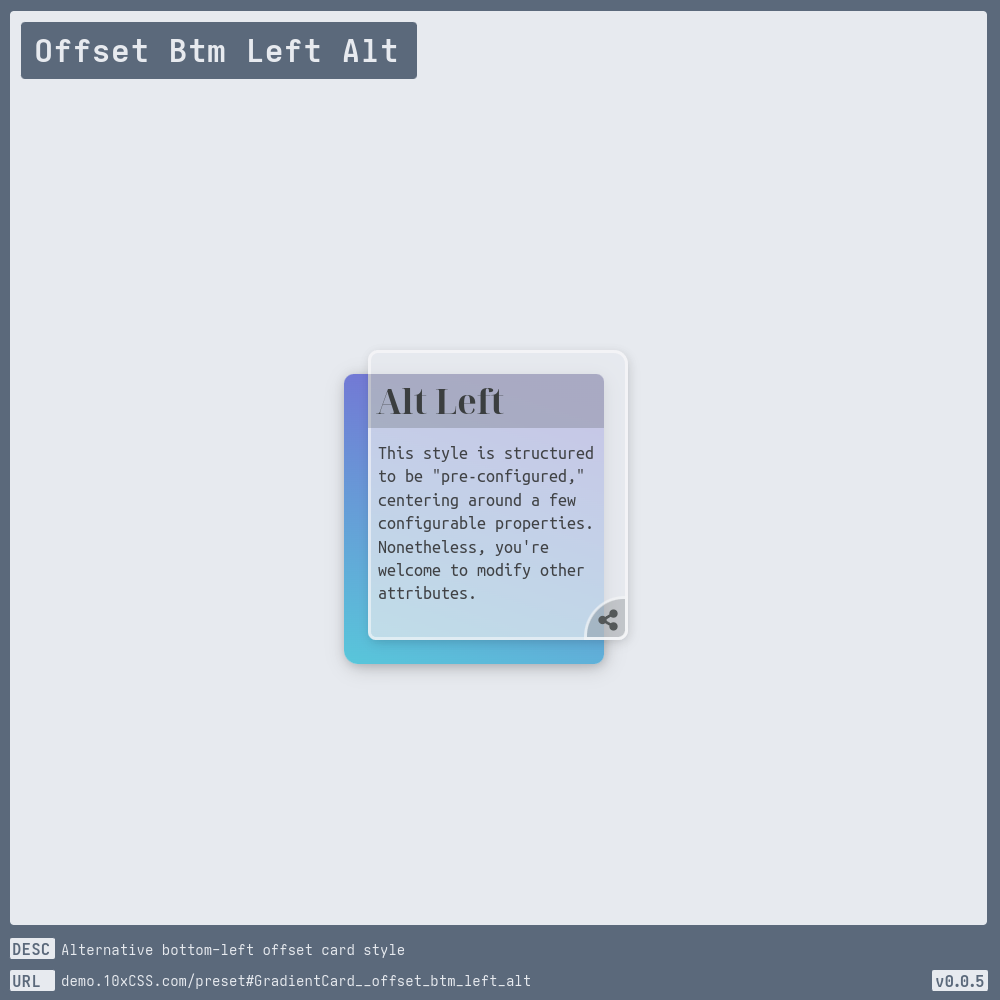 Offset Btm Left Alt
Alt Left
This style is structured
to be "pre-configured,"
centering around a few
configurable properties.
Nonetheless, you're
welcome to modify other
attributes.
DESC Alternative bottom-left offset card style
URL demo.10xCSS.com/preset#GradientCard__offset_btm_left_alt
v0.0.5